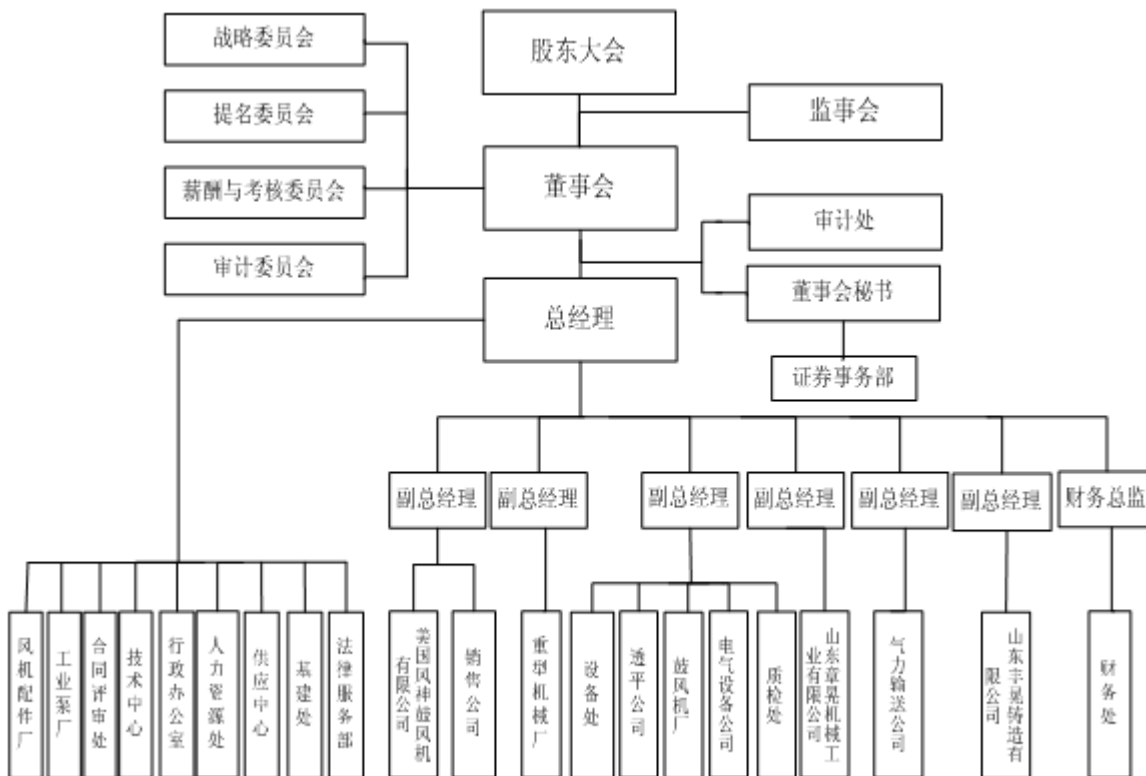 战略委员会
股东大会
提名委员会
监事会
薪酬与考核委员会
董事会
审计处
审计委员会
董事会秘书
总经理
证券事务部
副总经理
副总经理
副总经理
副总经理
副总经理
副总经理
财务总监
风机配件厂
工业泵厂
合同评审处
技术中心
行政办公室
人力资源处
供应中心
基建处
法律服务部
美国风神鼓风机
有限公司
销售公司
重型机械厂
设备处
透平公司
鼓风机厂
电气设备公司
质检处
山东章晃机械工
业有限公司
气力输送公司
山东丰晃铸造有
限公司
财务处